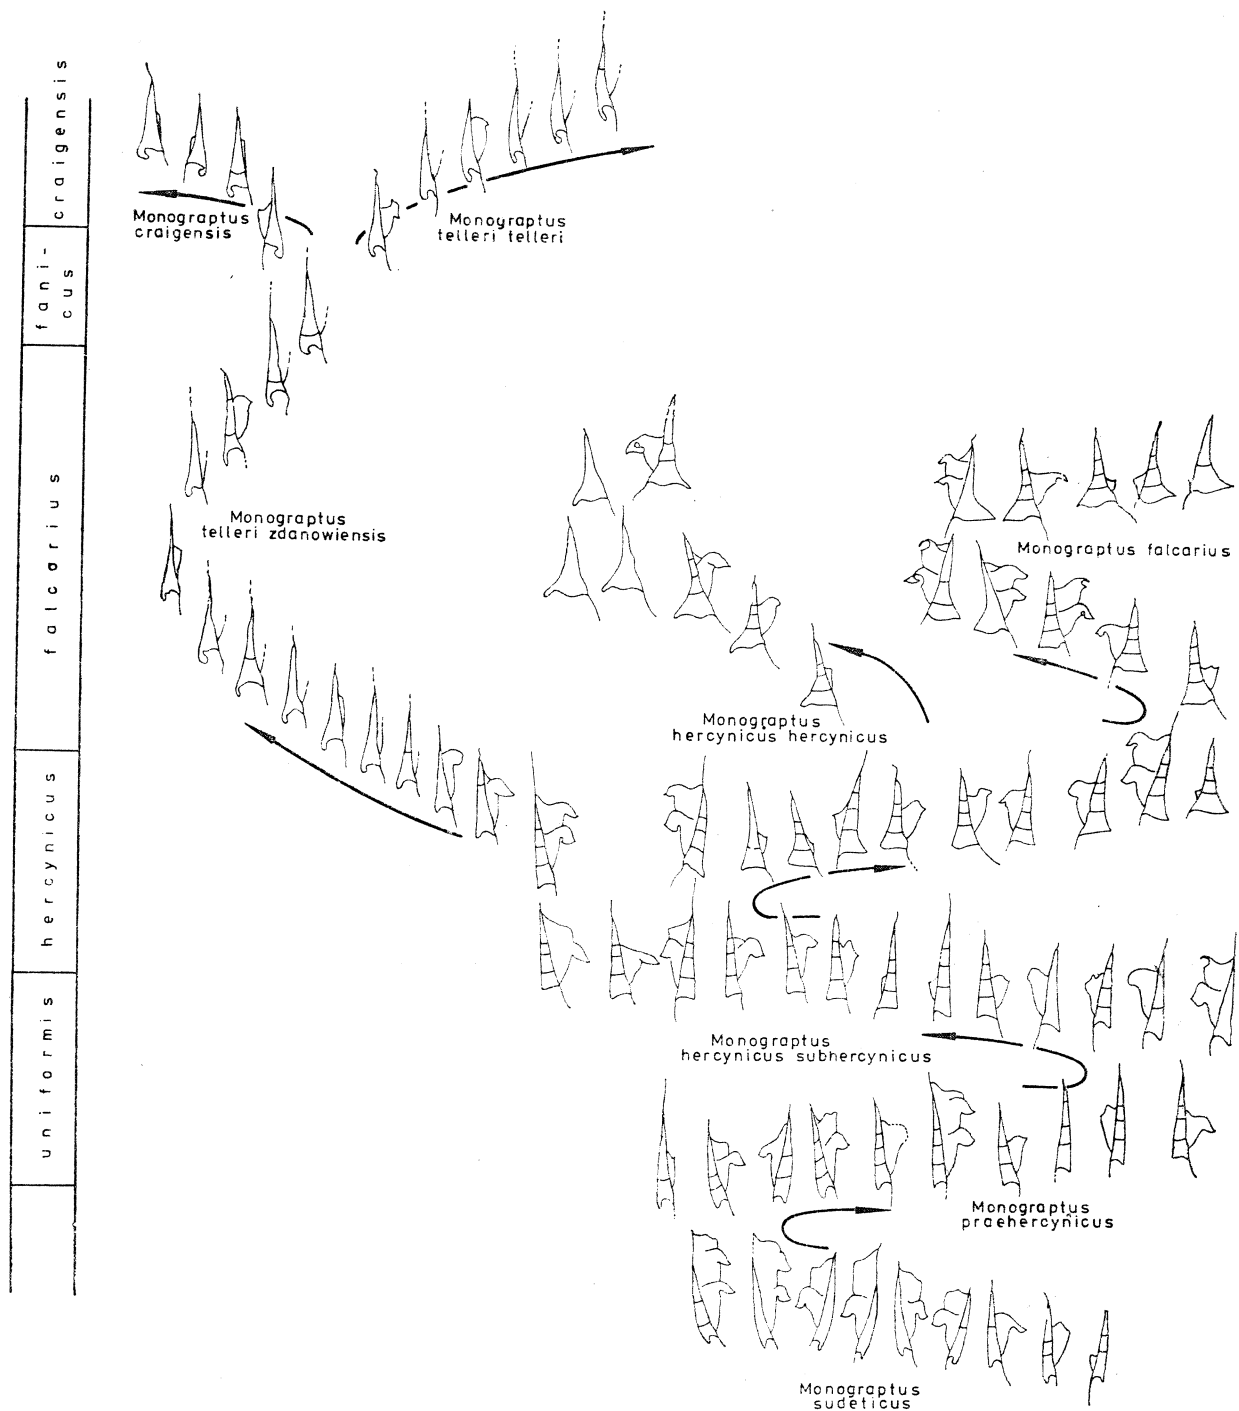 craigensis
fani-
cus
falcarius
hercynicus
uniformis
Monograptus
craigensis
Monograptus
telleri telleri
Monograptus
telleri zdanowiensis
Monograptus falcarius
Monograptus
hercynicus hercynicus
Monograptus
hercynicus subhercynicus
Monograptus
praehercynicus
Monograptus
sudeticus